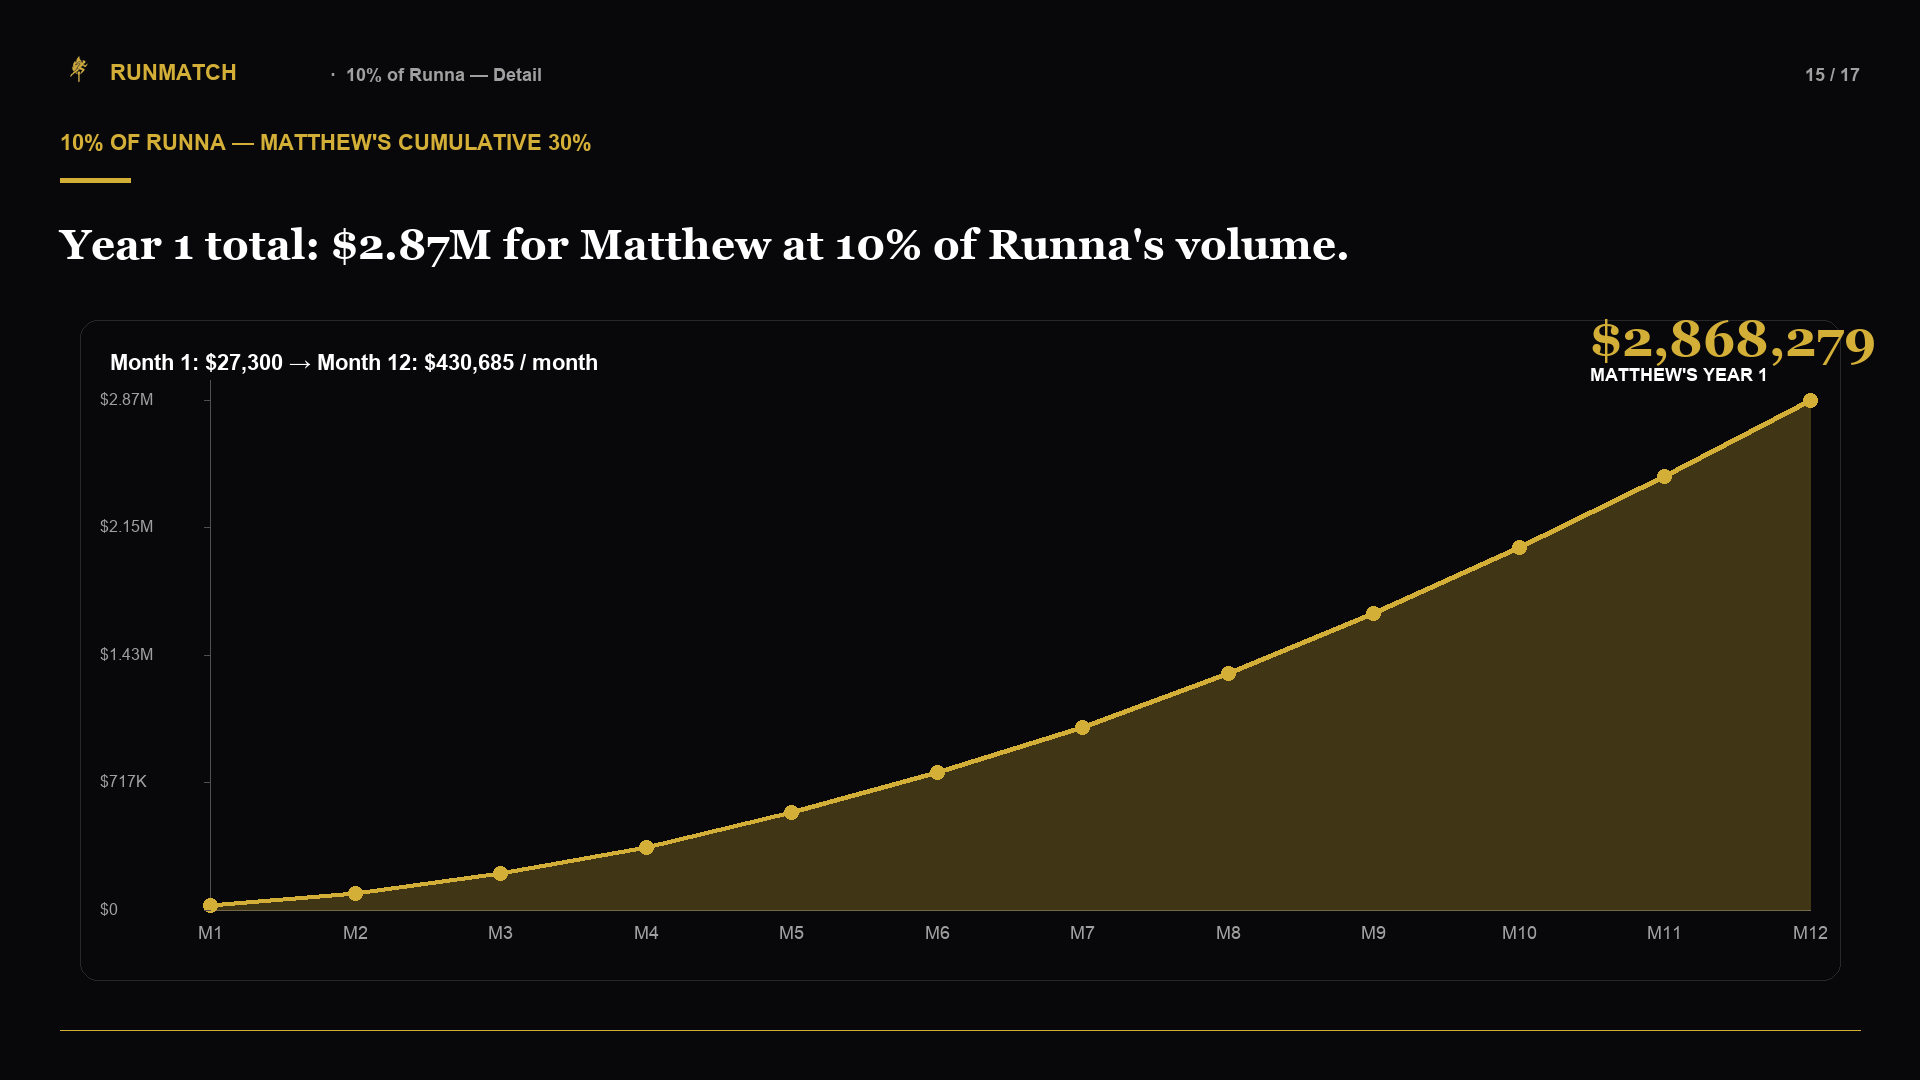 RUNMATCH · 10% of Runna — Detail 15 / 17
10% OF RUNNA — MATTHEW'S CUMULATIVE 30%
Year 1 total: $2.87M for Matthew at 10% of Runna's volume.
$2,868,279
Month 1: $27,300 → Month 12: $430,685 / month
MATTHEW'S YEAR 1
$2.87M
$2.15M
$1.43M
$717K
$0
M1 M2 M3 M4 M5 M6 M7 M8 M9 M10 M11 M12